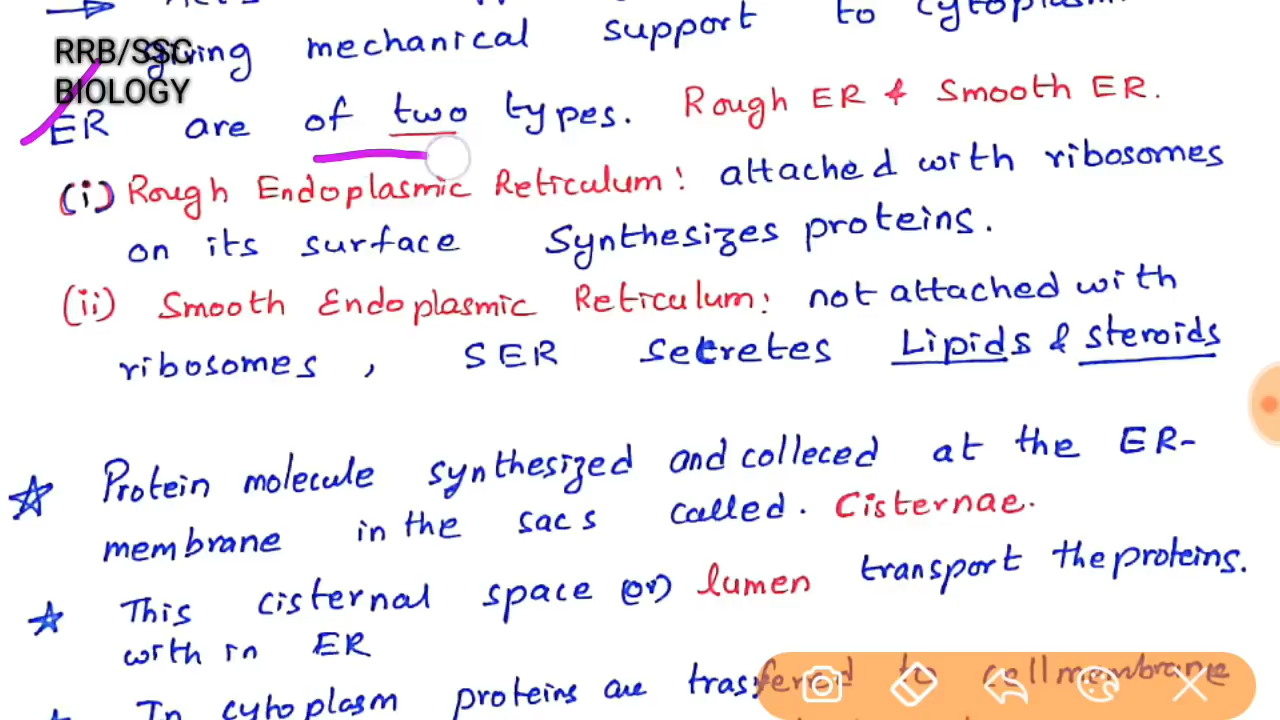 giving mechanical support to cytoplasm
RRB/SSC
BIOLOGY
ER are of two types. Rough ER & Smooth ER.
(i) Rough Endoplasmic Reticulum: attached with ribosomes
on its surface Synthesizes proteins.
(ii) Smooth Endoplasmic Reticulum: not attached with
ribosomes, SER secretes Lipids & steroids
Protein molecule synthesized and colleced at the ER-
membrane in the sacs called. Cisternae.
This cisternal space (or) lumen transport the proteins.
with in ER
In cytoplasm proteins are trasferred to cell membrane